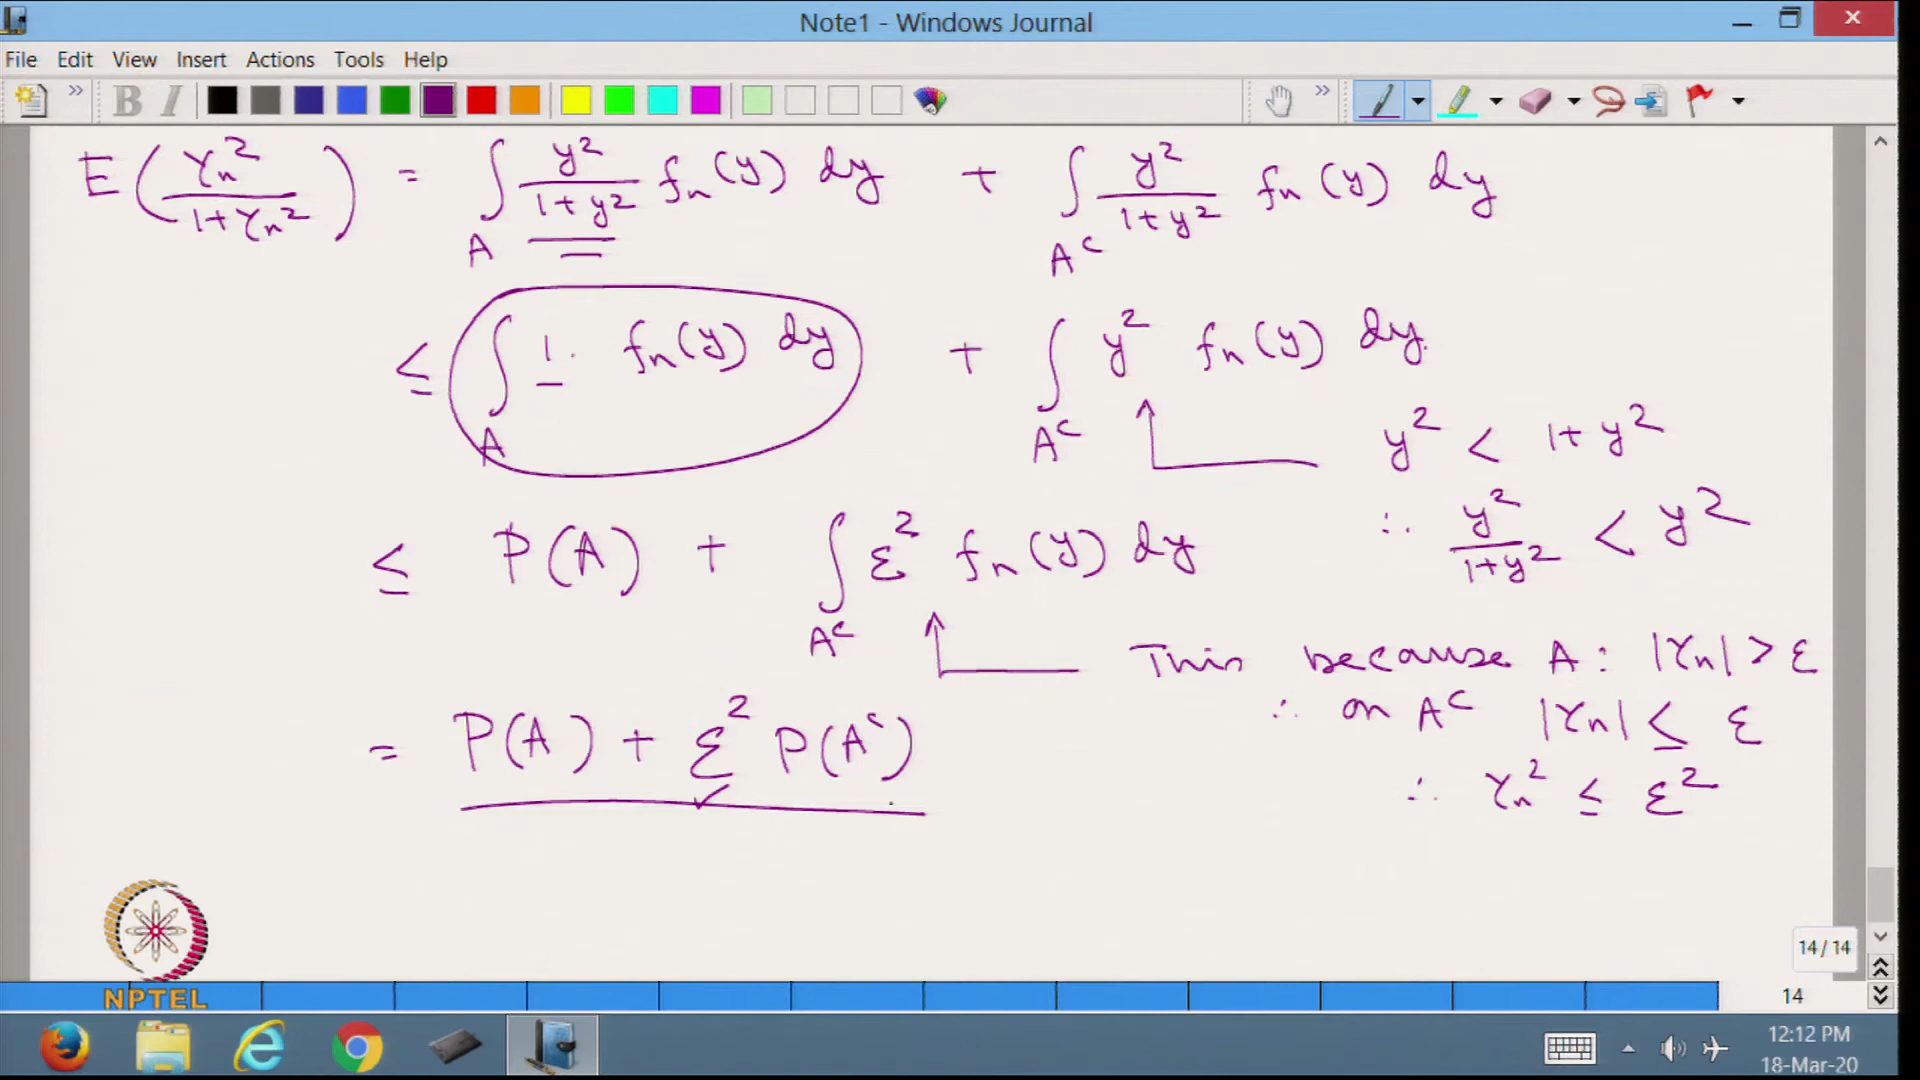 Note1 - Windows Journal
File Edit View Insert Actions Tools Help
B I
E(Yn²/(1+Yn²)) = ∫_A y²/(1+y²) fn(y) dy + ∫_{A^c} y²/(1+y²) fn(y) dy
≤ ∫_A 1. fn(y) dy + ∫_{A^c} y² fn(y) dy.
y² < 1+y²
∴ y²/(1+y²) < y²
≤ P(A) + ∫_{A^c} ε² fn(y) dy
This because A: |Yn| > ε
∴ on A^c |Yn| ≤ ε
∴ Yn² ≤ ε²
= P(A) + ε² P(A^c)
NPTEL
14 / 14
14
12:12 PM
18-Mar-20